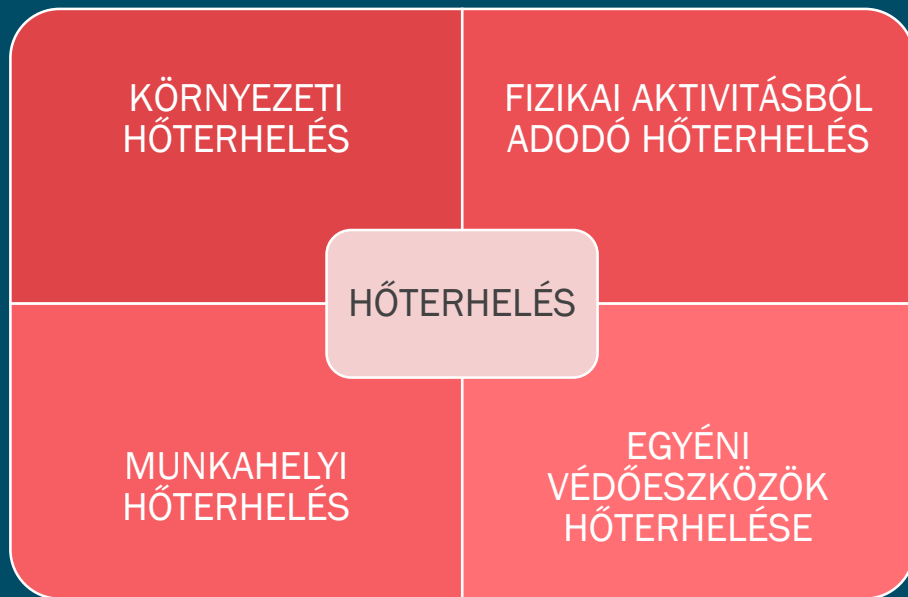 KÖRNYEZETI
HŐTERHELÉS
FIZIKAI AKTIVITÁSBÓL
ADODÓ HŐTERHELÉS
HŐTERHELÉS
MUNKAHELYI
HŐTERHELÉS
EGYÉNI
VÉDŐESZKÖZÖK
HŐTERHELÉSE